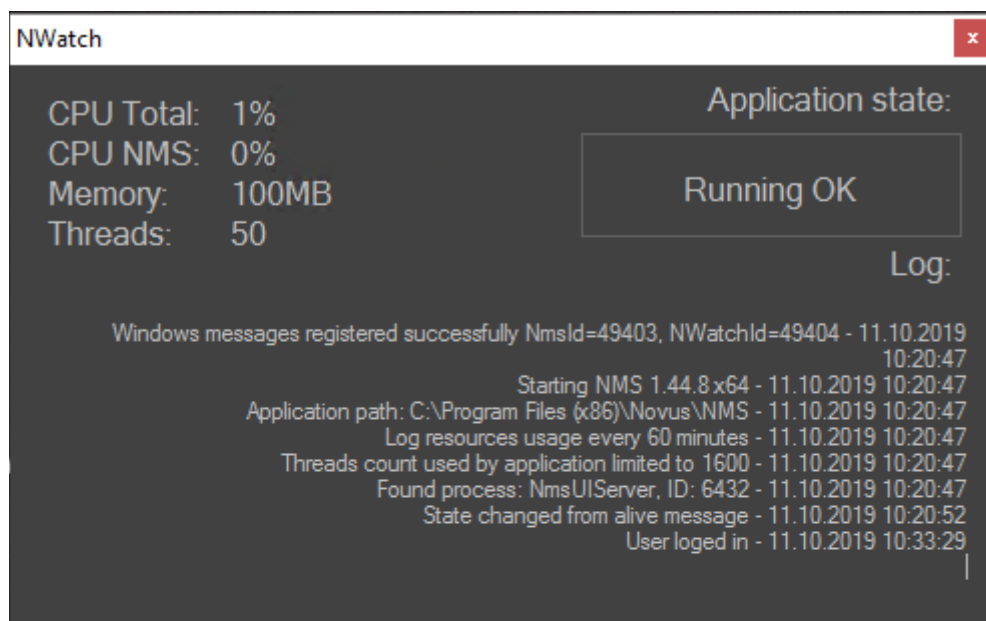 NWatch
x
CPU Total: 1%
CPU NMS: 0%
Memory: 100MB
Threads: 50
Application state:
Running OK
Log:
Windows messages registered successfully NmsId=49403, NWatchId=49404 - 11.10.2019
10:20:47
Starting NMS 1.44.8 x64 - 11.10.2019 10:20:47
Application path: C:\Program Files (x86)\Novus\NMS - 11.10.2019 10:20:47
Log resources usage every 60 minutes - 11.10.2019 10:20:47
Threads count used by application limited to 1600 - 11.10.2019 10:20:47
Found process: NmsUIServer, ID: 6432 - 11.10.2019 10:20:47
State changed from alive message - 11.10.2019 10:20:52
User loged in - 11.10.2019 10:33:29